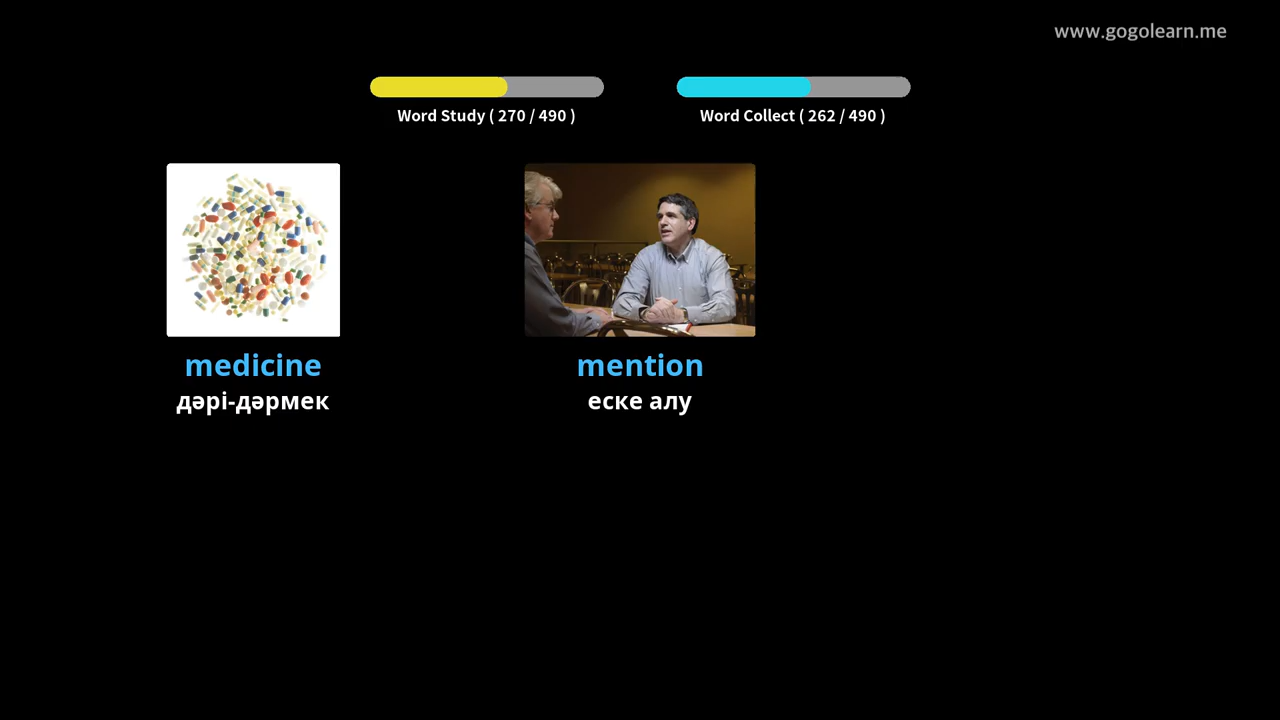 www.gogolearn.me
Word Study ( 270 / 490 )
Word Collect ( 262 / 490 )
medicine
дәрі-дәрмек
mention
еске алу